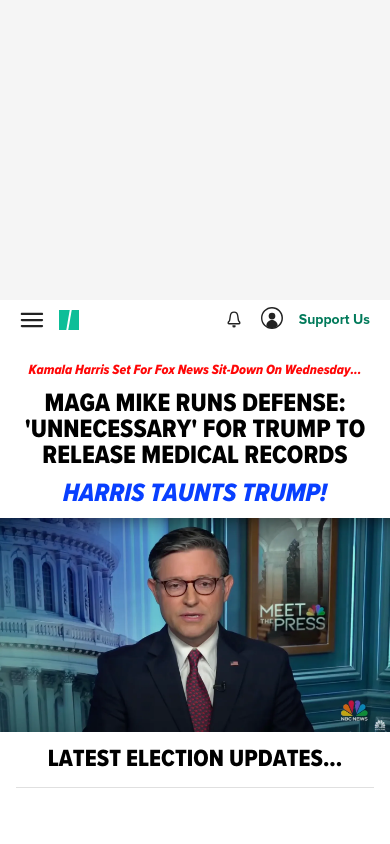 Support Us
Kamala Harris Set For Fox News Sit-Down On Wednesday...
MAGA MIKE RUNS DEFENSE:
'UNNECESSARY' FOR TRUMP TO
RELEASE MEDICAL RECORDS
HARRIS TAUNTS TRUMP!
MEET
THE PRESS
NBC NEWS
LATEST ELECTION UPDATES...